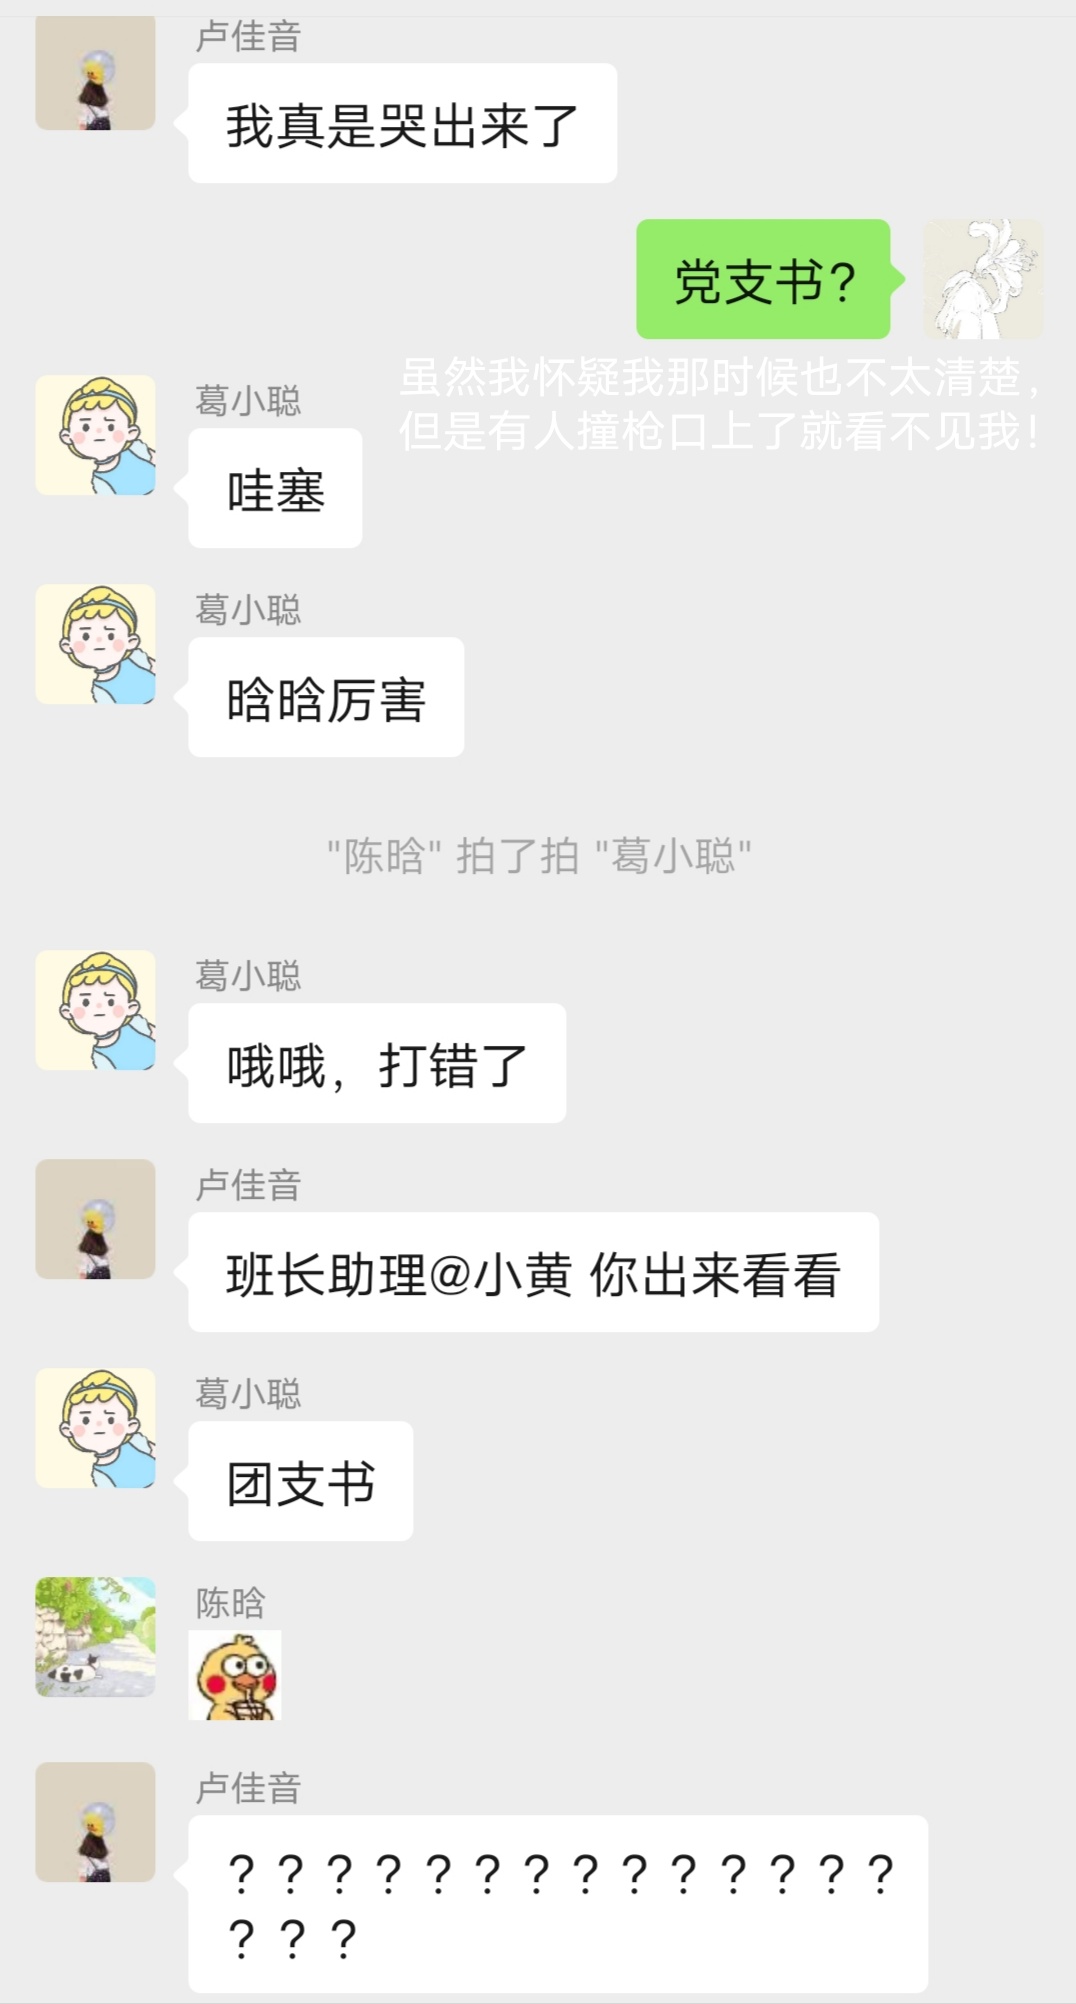 卢佳音
我真是哭出来了
党支书？
虽然我怀疑我那时候也不太清楚，
但是有人撞枪口上了就看不见我！
葛小聪
哇塞
葛小聪
晗晗厉害
"陈晗" 拍了拍 "葛小聪"
葛小聪
哦哦，打错了
卢佳音
班长助理@小黄 你出来看看
葛小聪
团支书
陈晗
卢佳音
？？？？？？？？？？？？？？
？？？